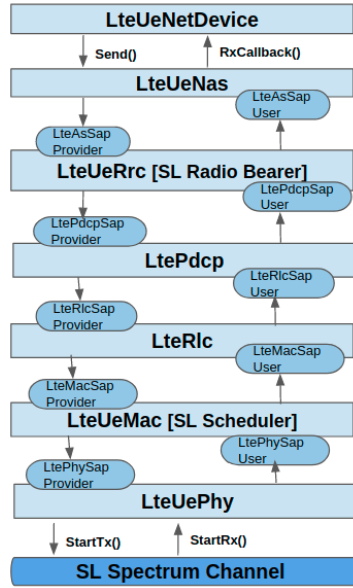 LteUeNetDevice
Send()
RxCallback()
LteUeNas
LteAsSap
User
LteAsSap
Provider
LteUeRrc [SL Radio Bearer]
LtePdcpSap
User
LtePdcpSap
Provider
LtePdcp
LteRlcSap
User
LteRlcSap
Provider
LteRlc
LteMacSap
User
LteMacSap
Provider
LteUeMac [SL Scheduler]
LtePhySap
User
LtePhySap
Provider
LteUePhy
StartTx()
StartRx()
SL Spectrum Channel